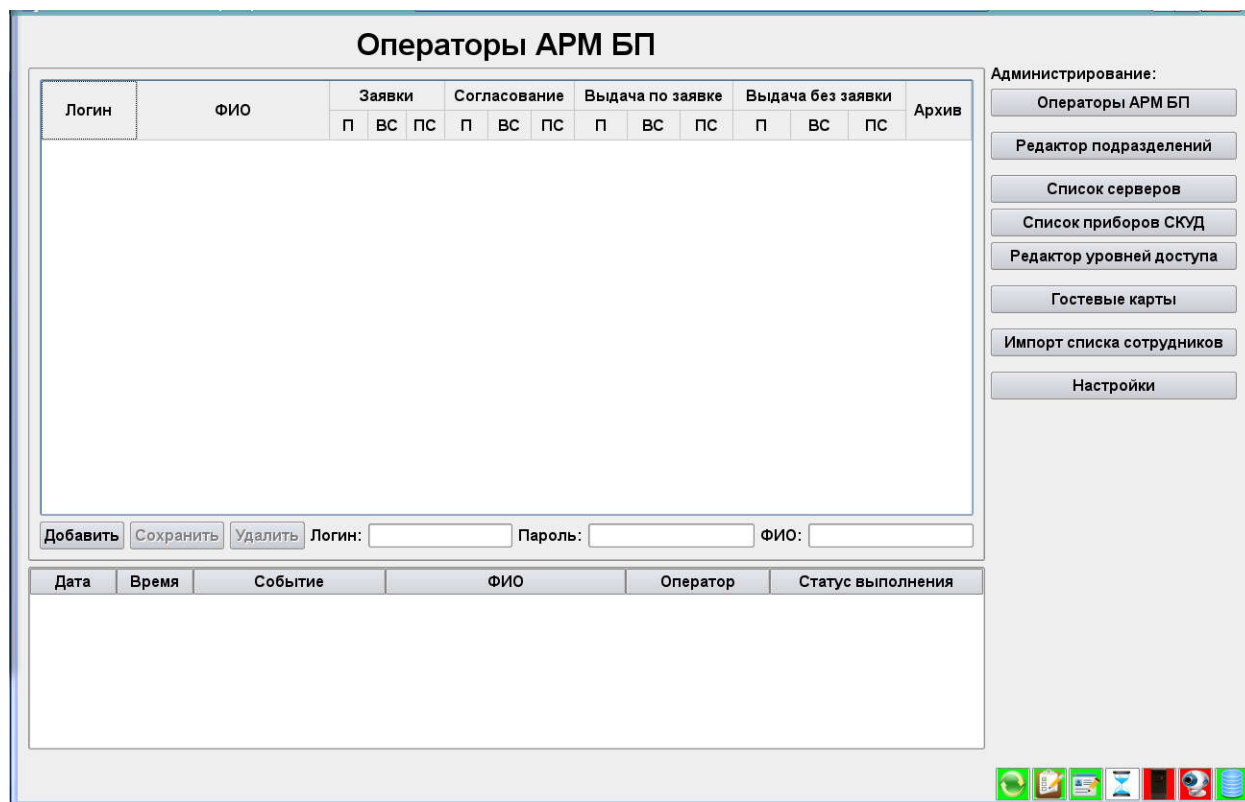 Операторы АРМ БП
Логин ФИО Заявки Согласование Выдача по заявке Выдача без заявки Архив
П ВС ПС П ВС ПС П ВС ПС П ВС ПС
Добавить Сохранить Удалить Логин: Пароль: ФИО:
Дата Время Событие ФИО Оператор Статус выполнения
Администрирование:
Операторы АРМ БП
Редактор подразделений
Список серверов
Список приборов СКУД
Редактор уровней доступа
Гостевые карты
Импорт списка сотрудников
Настройки